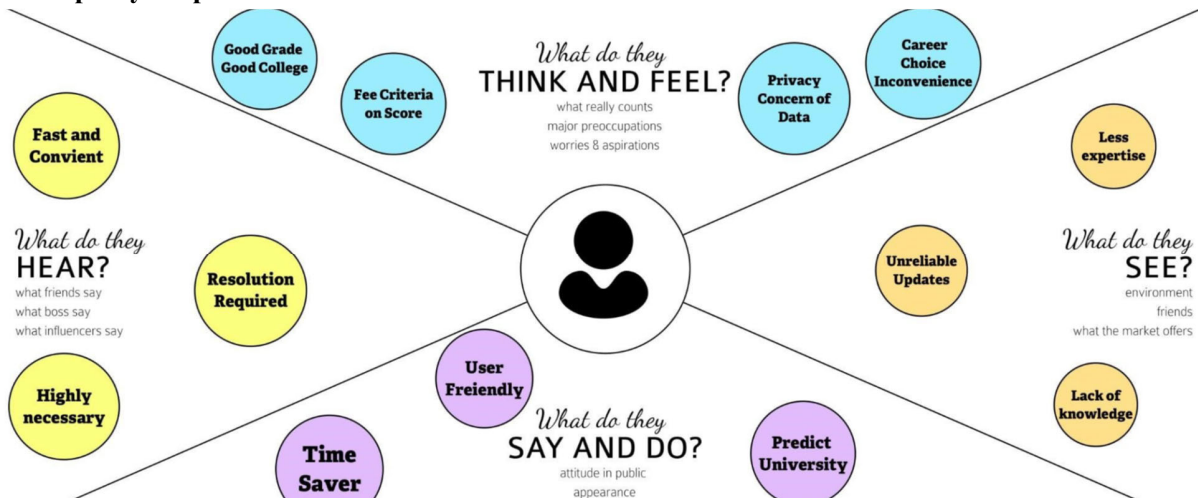 Good Grade
Good College
Fee Criteria
on Score
What do they
THINK AND FEEL?
what really counts
major preoccupations
worries & aspirations
Privacy
Concern of
Data
Career
Choice
Inconvenience
Fast and
Convient
What do they
HEAR?
what friends say
what boss say
what influencers say
Resolution
Required
Highly
necessary
Less
expertise
Unreliable
Updates
What do they
SEE?
environment
friends
what the market offers
Lack of
knowledge
User
Freiendly
Time
Saver
What do they
SAY AND DO?
attitude in public
appearance
Predict
University